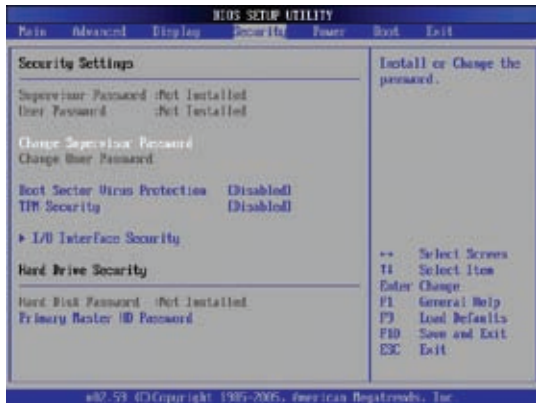 BIOS SETUP UTILITY
Main Advanced Display Security Power Boot Exit
Security Settings
Supervisor Password :Not Installed
User Password :Not Installed
Change Supervisor Password
Change User Password
Boot Sector Virus Protection [Disabled]
TPM Security [Disabled]
▶ I/O Interface Security
Hard Drive Security
Hard Disk Password :Not Installed
Primary Master HD Password
Install or Change the
password.
↔ Select Screen
↑↓ Select Item
Enter Change
F1 General Help
F9 Load Defaults
F10 Save and Exit
ESC Exit
v02.59 (C)Copyright 1985-2005, American Megatrends, Inc.